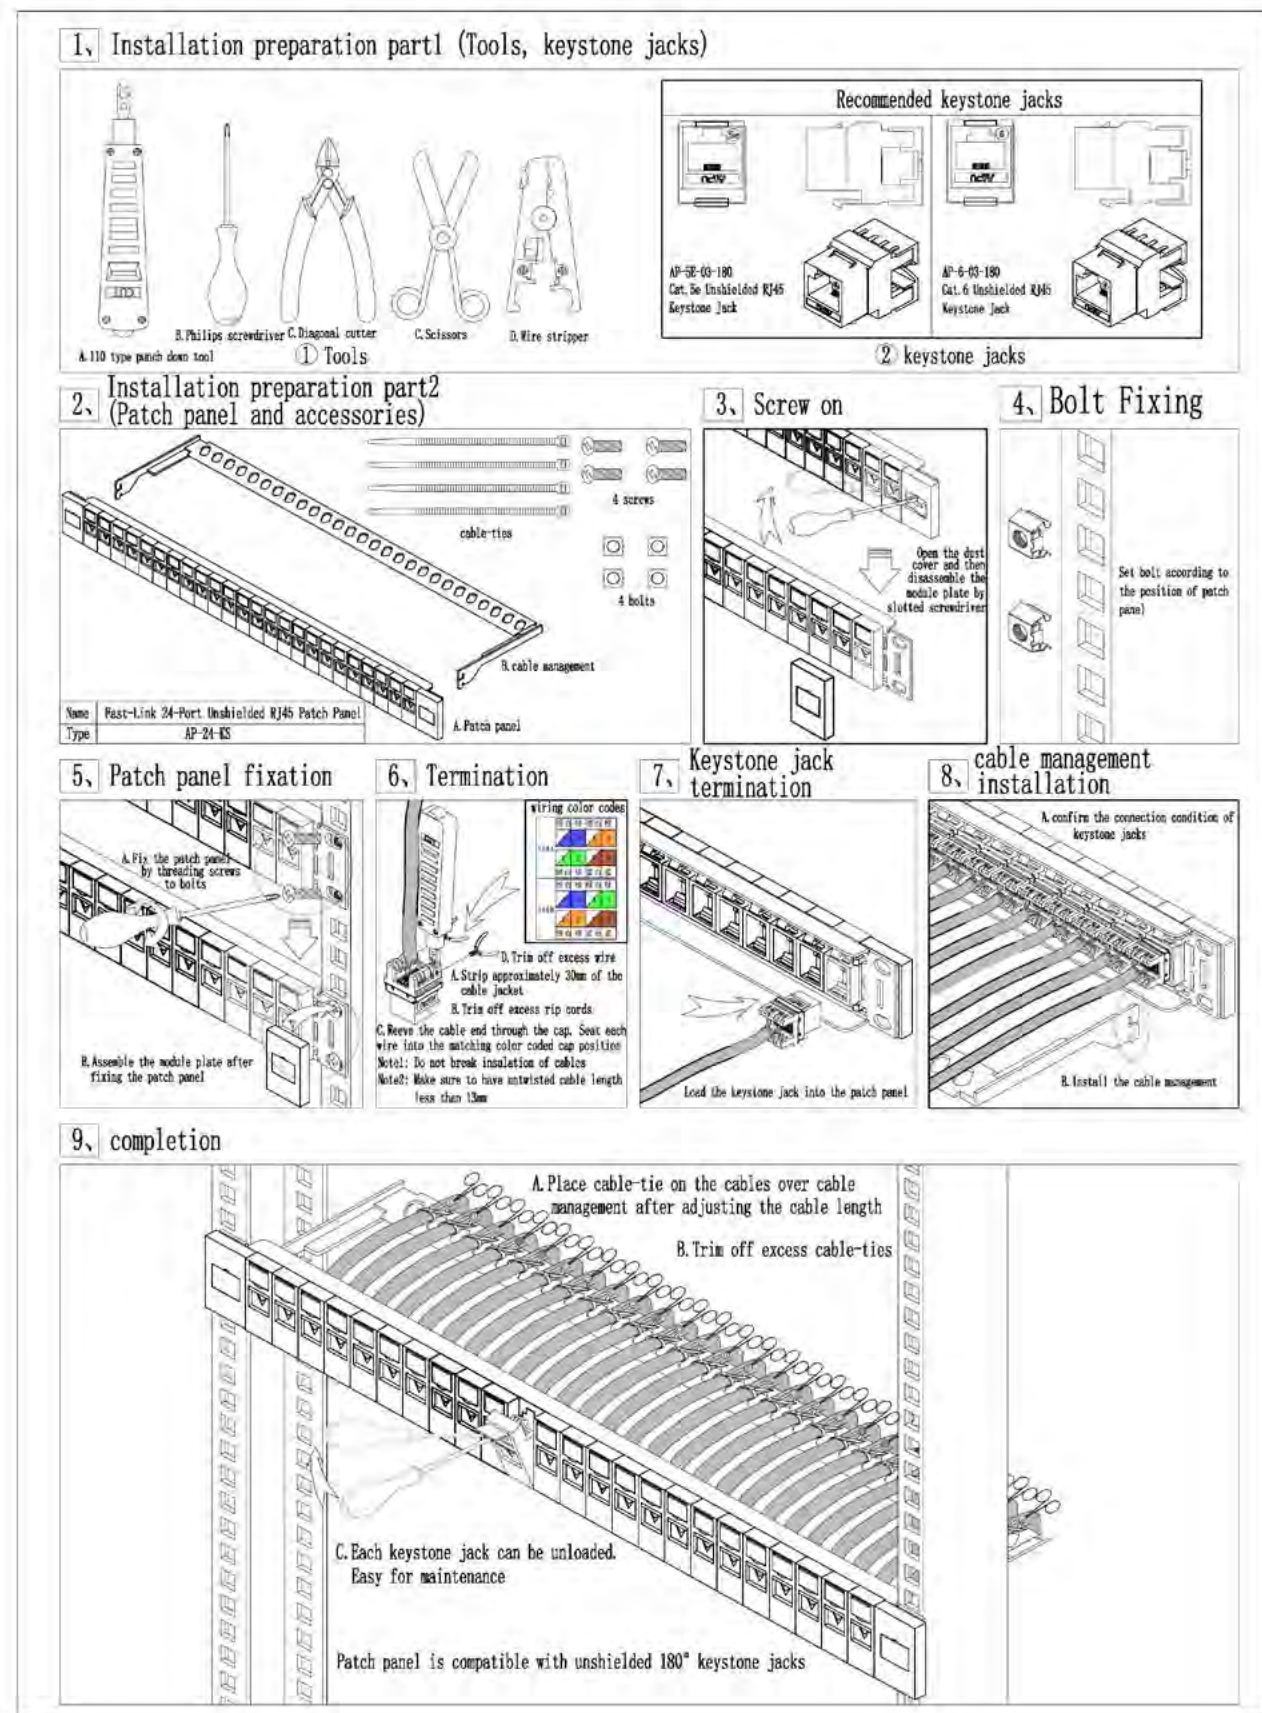 1、 Installation preparation part1 (Tools, keystone jacks)
A.110 type punch down tool
B.Philips screwdriver
C.Diagonal cutter
C.Scissors
D.Wire stripper
① Tools
Recommended keystone jacks
AP-5E-03-180
Cat.5e Unshielded RJ45
Keystone Jack
AP-6-03-180
Cat.6 Unshielded RJ45
Keystone Jack
② keystone jacks
2、 Installation preparation part2
(Patch panel and accessories)
cable-ties
4 screws
4 bolts
B.cable management
A.Patch panel
Name Fast-Link 24-Port Unshielded RJ45 Patch Panel
Type AP-24-KS
3、 Screw on
Open the dust
cover and then
disassemble the
module plate by
slotted screwdriver
4、 Bolt Fixing
Set bolt according to
the position of patch
panel
5、 Patch panel fixation
A.Fix the patch panel
by threading screws
to bolts
B.Assemble the module plate after
fixing the patch panel
6、 Termination
wiring color codes
D.Trim off excess wire
A.Strip approximately 30mm of the
cable jacket
B.Trim off excess rip cords
C.Reeve the cable end through the cap. Seat each
wire into the matching color coded cap position
Note1: Do not break insulation of cables
Note2: Make sure to have untwisted cable length
less than 13mm
7、 Keystone jack
termination
Load the keystone jack into the patch panel
8、 cable management
installation
A.confirm the connection condition of
keystone jacks
B.Install the cable management
9、 completion
A.Place cable-tie on the cables over cable
management after adjusting the cable length
B.Trim off excess cable-ties
C.Each keystone jack can be unloaded.
Easy for maintenance
Patch panel is compatible with unshielded 180° keystone jacks